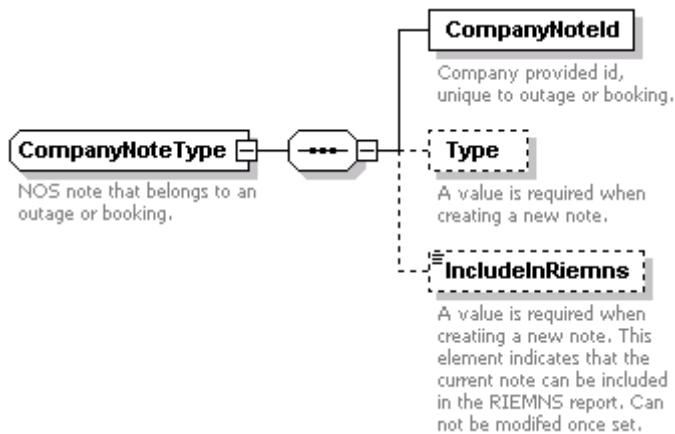 CompanyNoteType
NOS note that belongs to an
outage or booking.
CompanyNoteId
Company provided id,
unique to outage or booking.
Type
A value is required when
creating a new note.
IncludeInRiemns
A value is required when
creatiing a new note. This
element indicates that the
current note can be included
in the RIEMNS report. Can
not be modifed once set.